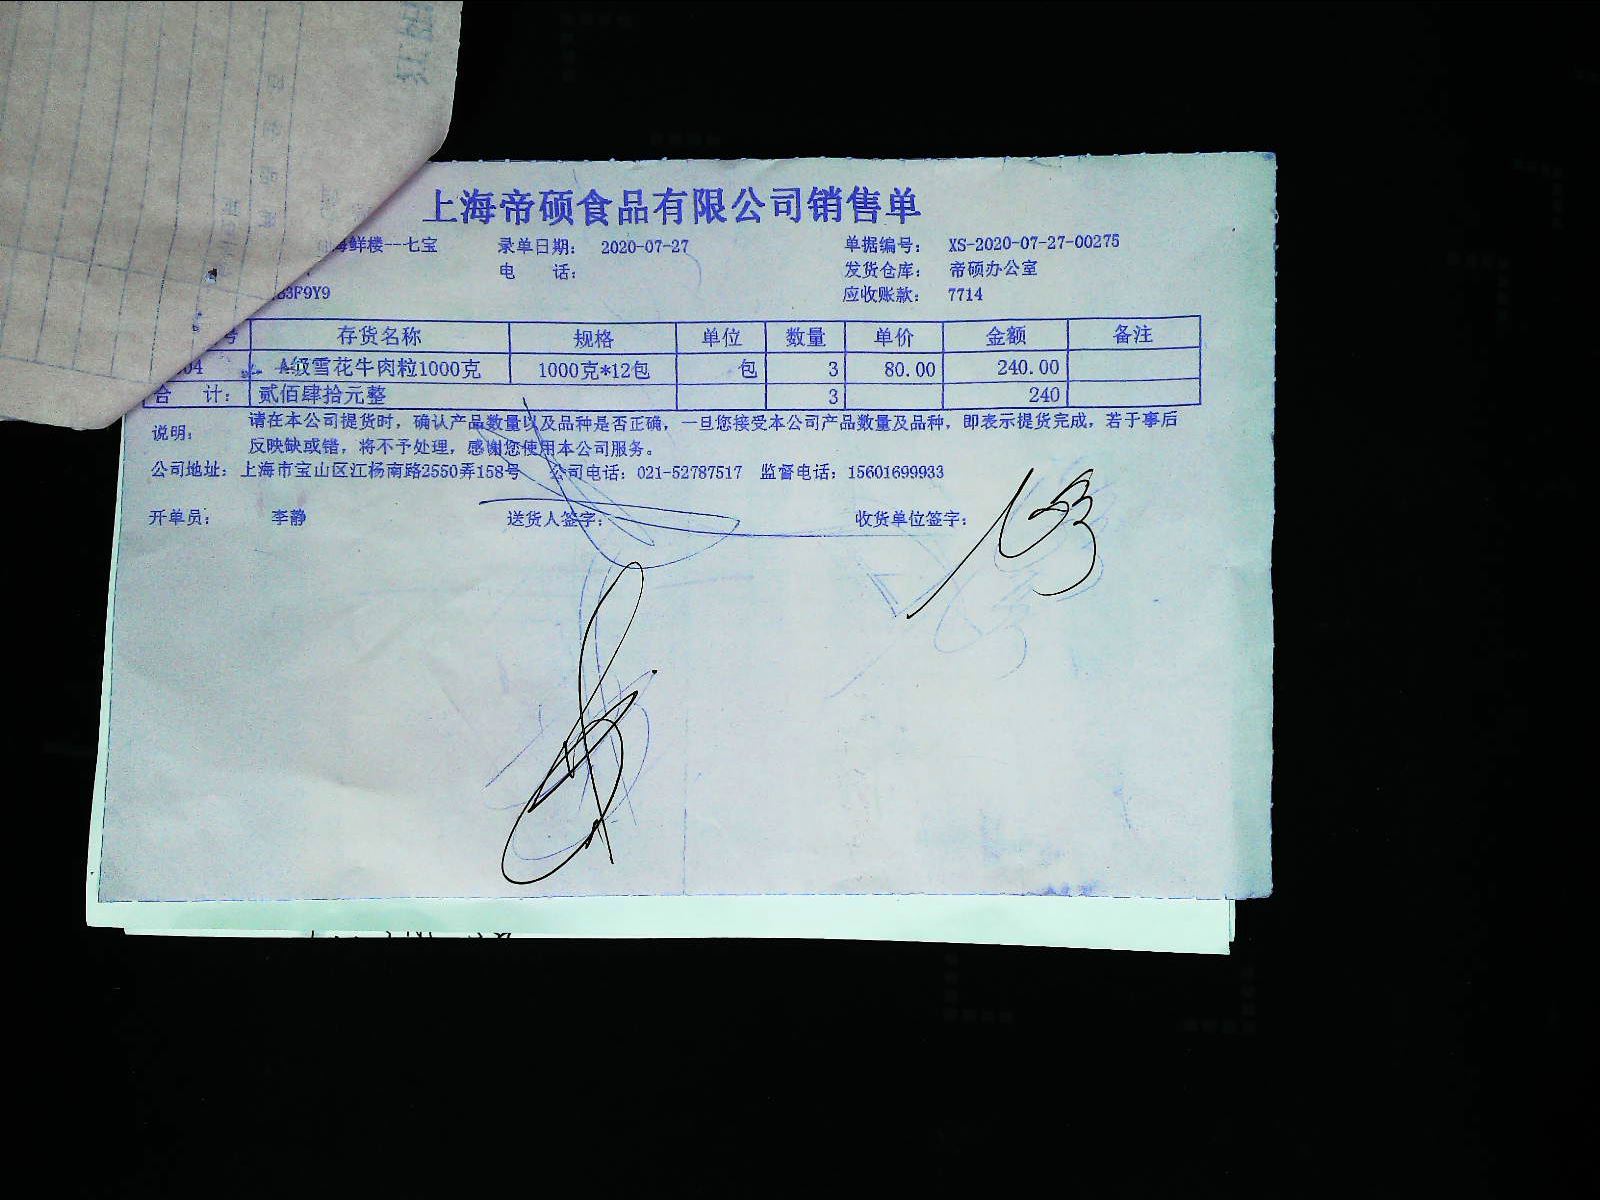 上海帝硕食品有限公司销售单
海鲜楼--七宝 录单日期: 2020-07-27 单据编号: XS-2020-07-27-00275
电 话: 发货仓库: 帝硕办公室
B3F9Y9 应收账款: 7714
号 存货名称 规格 单位 数量 单价 金额 备注
04 A级雪花牛肉粒1000克 1000克*12包 包 3 80.00 240.00
合 计: 贰佰肆拾元整 3 240
说明: 请在本公司提货时，确认产品数量以及品种是否正确，一旦您接受本公司产品数量及品种，即表示提货完成，若于事后
反映缺或错，将不予处理，感谢您使用本公司服务。
公司地址: 上海市宝山区江杨南路2550弄158号 公司电话: 021-52787517 监督电话: 15601699933
开单员: 李静 送货人签字: 收货单位签字: